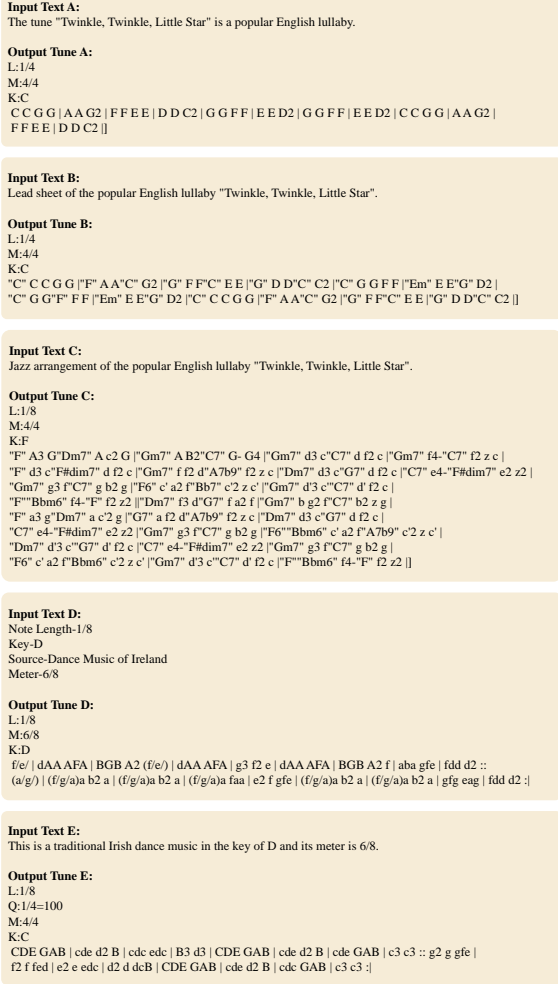 Input Text A:
The tune "Twinkle, Twinkle, Little Star" is a popular English lullaby.
Output Tune A:
L:1/4
M:4/4
K:C
C C G G | A A G2 | F F E E | D D C2 | G G F F | E E D2 | G G F F | E E D2 | C C G G | A A G2 |
F F E E | D D C2 |]
Input Text B:
Lead sheet of the popular English lullaby "Twinkle, Twinkle, Little Star".
Output Tune B:
L:1/4
M:4/4
K:C
"C" C C G G |"F" A A"C" G2 |"G" F F"C" E E |"G" D D"C" C2 |"C" G G F F |"Em" E E"G" D2 |
"C" G G"F" F F |"Em" E E"G" D2 |"C" C C G G |"F" A A"C" G2 |"G" F F"C" E E |"G" D D"C" C2 |]
Input Text C:
Jazz arrangement of the popular English lullaby "Twinkle, Twinkle, Little Star".
Output Tune C:
L:1/8
M:4/4
K:F
"F" A3 G"Dm7" A c2 G |"Gm7" A B2"C7" G- G4 |"Gm7" d3 c"C7" d f2 c |"Gm7" f4-"C7" f2 z c |
"F" d3 c"F#dim7" d f2 c |"Gm7" f f2 d"A7b9" f2 z c |"Dm7" d3 c"G7" d f2 c |"C7" e4-"F#dim7" e2 z2 |
"Gm7" g3 f"C7" g b2 g |"F6" c' a2 f"Bb7" c'2 z c' |"Gm7" d'3 c'"C7" d' f2 c |
"F""Bbm6" f4-"F" f2 z2 ||"Dm7" f3 d"G7" f a2 f |"Gm7" b g2 f"C7" b2 z g |
"F" a3 g"Dm7" a c'2 g |"G7" a f2 d"A7b9" f2 z c |"Dm7" d3 c"G7" d f2 c |
"C7" e4-"F#dim7" e2 z2 |"Gm7" g3 f"C7" g b2 g |"F6""Bbm6" c' a2 f"A7b9" c'2 z c' |
"Dm7" d'3 c'"G7" d' f2 c |"C7" e4-"F#dim7" e2 z2 |"Gm7" g3 f"C7" g b2 g |
"F6" c' a2 f"Bbm6" c'2 z c' |"Gm7" d'3 c'"C7" d' f2 c |"F""Bbm6" f4-"F" f2 z2 |]
Input Text D:
Note Length-1/8
Key-D
Source-Dance Music of Ireland
Meter-6/8
Output Tune D:
L:1/8
M:6/8
K:D
f/e/ | dAA AFA | BGB A2 (f/e/) | dAA AFA | g3 f2 e | dAA AFA | BGB A2 f | aba gfe | fdd d2 ::
(a/g/) | (f/g/a)a b2 a | (f/g/a)a b2 a | (f/g/a)a faa | e2 f gfe | (f/g/a)a b2 a | (f/g/a)a b2 a | gfg eag | fdd d2 :|
Input Text E:
This is a traditional Irish dance music in the key of D and its meter is 6/8.
Output Tune E:
L:1/8
Q:1/4=100
M:4/4
K:C
CDE GAB | cde d2 B | cdc edc | B3 d3 | CDE GAB | cde d2 B | cde GAB | c3 c3 :: g2 g gfe |
f2 f fed | e2 e edc | d2 d dcB | CDE GAB | cde d2 B | cdc GAB | c3 c3 :|